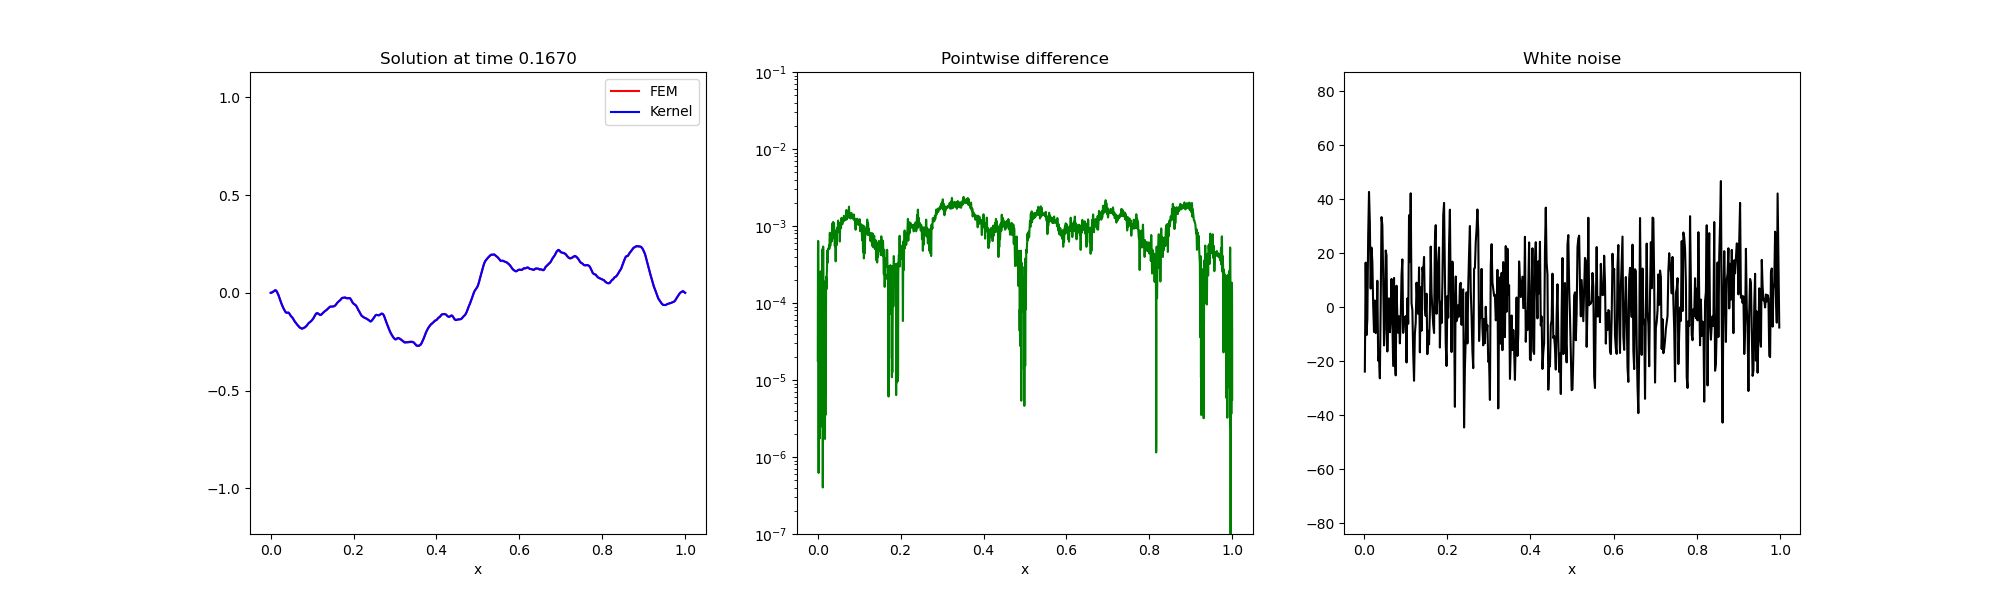 Solution at time 0.1670
1.0
0.5
0.0
−0.5
−1.0
FEM
Kernel
0.0 0.2 0.4 0.6 0.8 1.0
x
Pointwise difference
10⁻¹
10⁻²
10⁻³
10⁻⁴
10⁻⁵
10⁻⁶
10⁻⁷
0.0 0.2 0.4 0.6 0.8 1.0
x
White noise
80
60
40
20
0
−20
−40
−60
−80
0.0 0.2 0.4 0.6 0.8 1.0
x